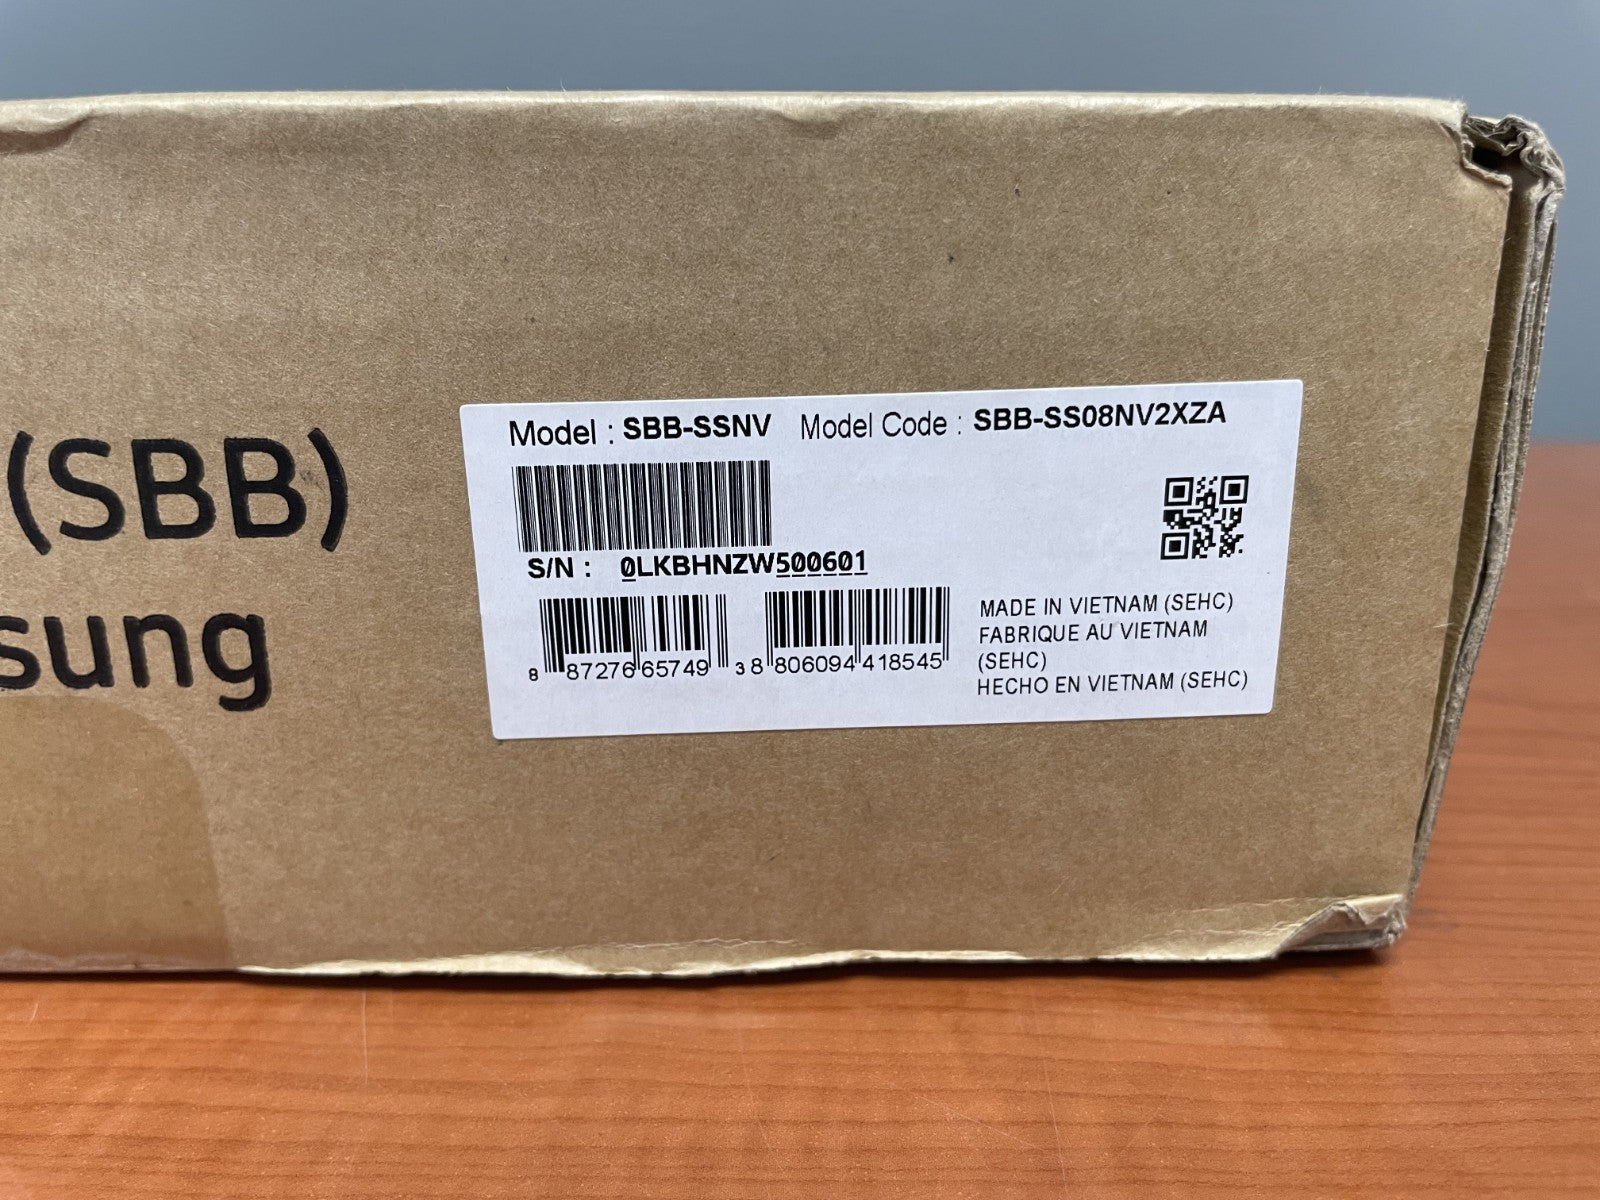 (SBB)
sung
Model : SBB-SSNV Model Code : SBB-SS08NV2XZA
S/N : 0LKBHNZW500601
8 87276 65749 3 8 806094 418545
MADE IN VIETNAM (SEHC)
FABRIQUE AU VIETNAM
(SEHC)
HECHO EN VIETNAM (SEHC)